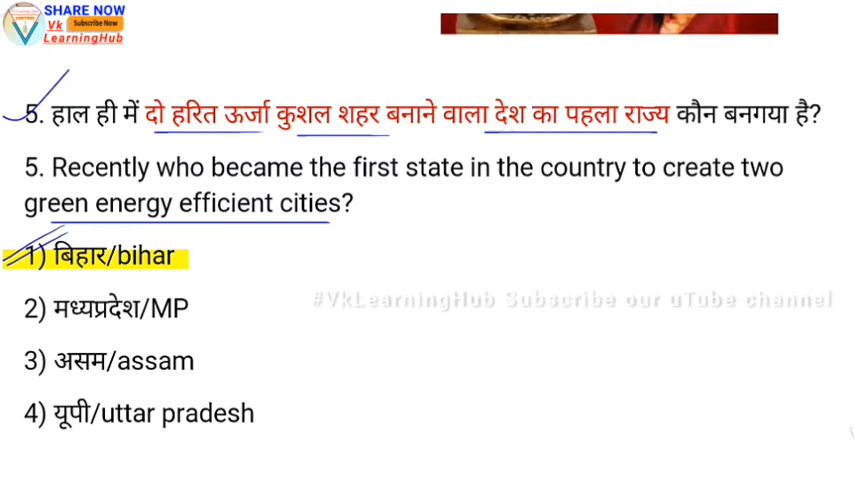 SHARE NOW
Vk Subscribe Now
LearningHub
5. हाल ही में दो हरित ऊर्जा कुशल शहर बनाने वाला देश का पहला राज्य कौन बनगया है?
5. Recently who became the first state in the country to create two
green energy efficient cities?
1) बिहार/bihar
#VkLearningHub Subscribe our uTube channel
2) मध्यप्रदेश/MP
3) असम/assam
4) यूपी/uttar pradesh